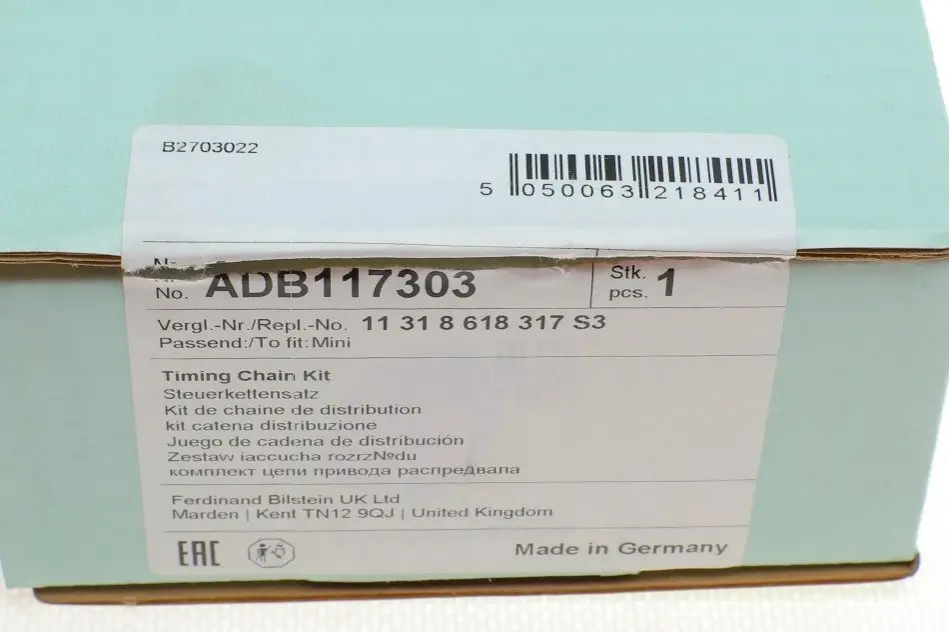 B2703022
5 050063 218411
No. ADB117303
Stk.
pcs. 1
Vergl.-Nr./Repl.-No. 11 31 8 618 317 S3
Passend:/To fit: Mini
Timing Chain Kit
Steuerkettensatz
Kit de chaine de distribution
kit catena distribuzione
Juego de cadena de distribución
Zestaw iaccucha rozrz№du
комплект цепи привода распредвала
Ferdinand Bilstein UK Ltd
Marden | Kent TN12 9QJ | United Kingdom
EAC
Made in Germany